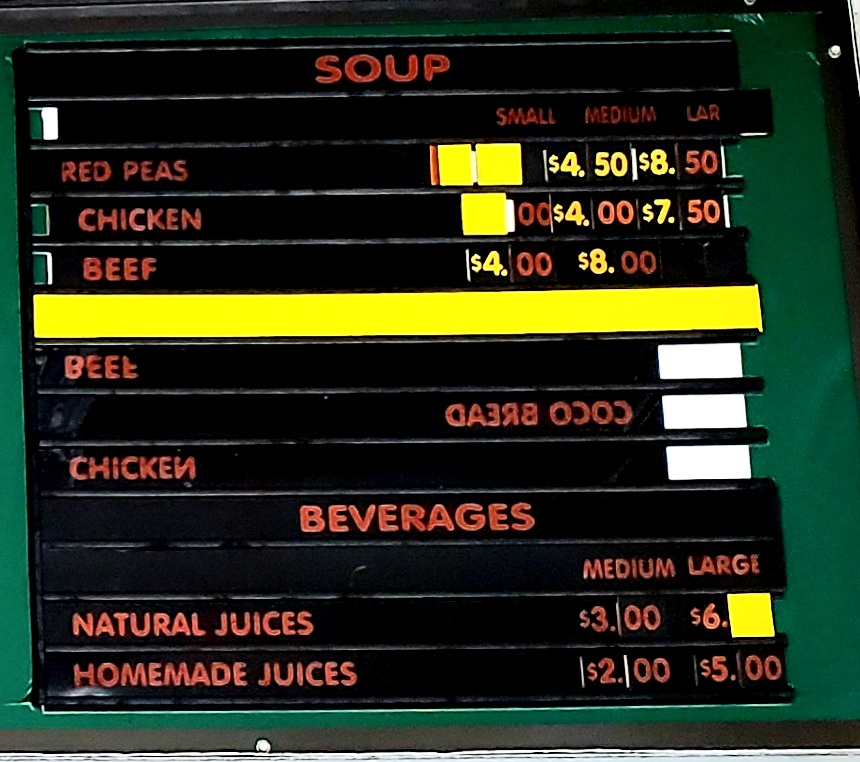 SOUP
SMALL MEDIUM LAR
RED PEAS $4.50 $8.50
CHICKEN 00 $4.00 $7.50
BEEF $4.00 $8.00
BEEF
COCO BREAD
CHICKEN
BEVERAGES
MEDIUM LARGE
NATURAL JUICES $3.00 $6.
HOMEMADE JUICES $2.00 $5.00